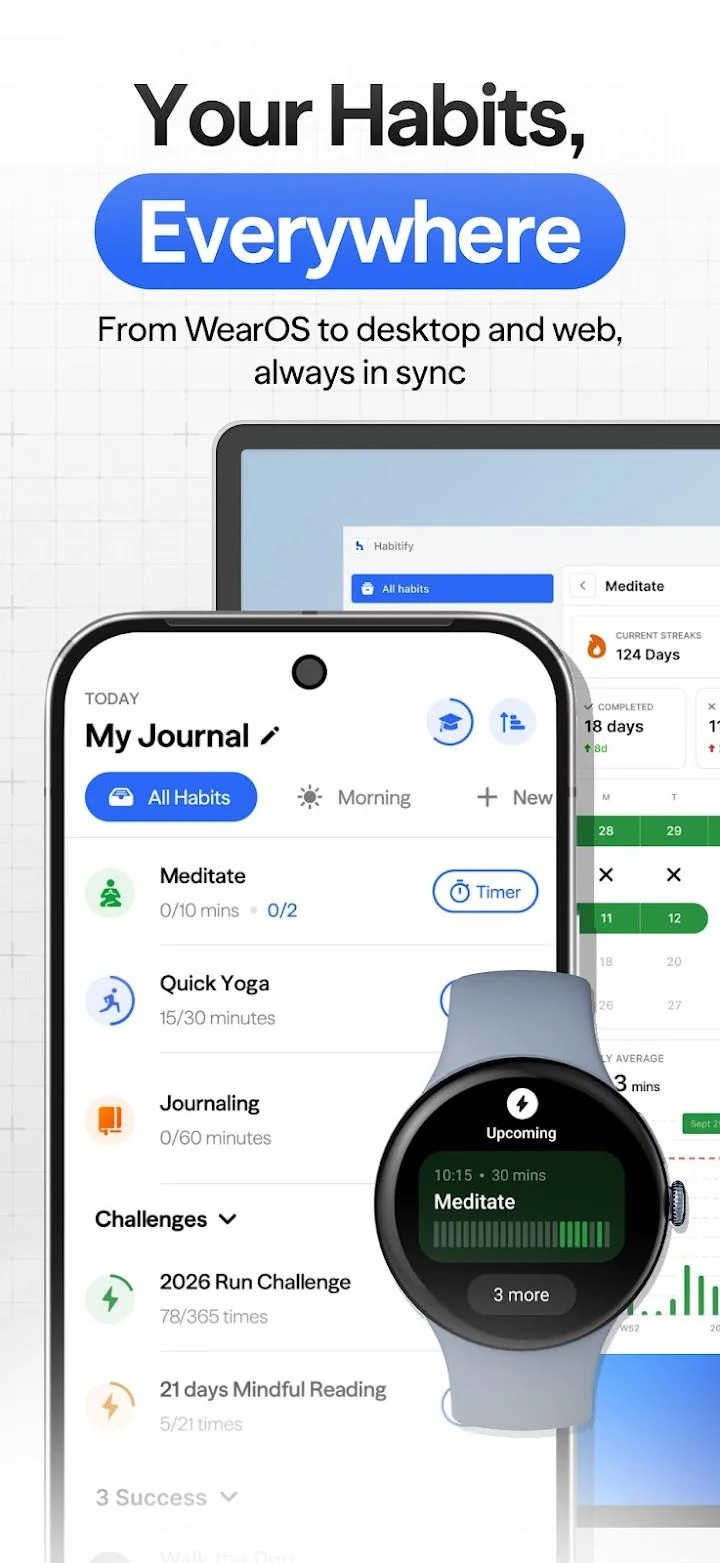 Your Habits,
Everywhere
From WearOS to desktop and web,
always in sync
Habitify
All habits
Meditate
CURRENT STREAKS
124 Days
COMPLETED
18 days
8d
M T
28 29
11 12
18 20
26 27
LY AVERAGE
3 mins
W52
TODAY
My Journal
All Habits Morning + New
Meditate
0/10 mins • 0/2
Timer
Quick Yoga
15/30 minutes
Journaling
0/60 minutes
Challenges
2026 Run Challenge
78/365 times
21 days Mindful Reading
5/21 times
3 Success
Upcoming
10:15 • 30 mins
Meditate
3 more